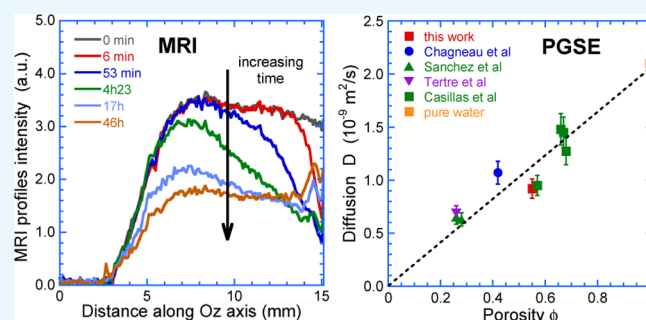 MRI
0 min
6 min
53 min
4h23
17h
46h
increasing
time
MRI profiles intensity (a.u.)
5.0
4.0
3.0
2.0
1.0
0.0
0
5
10
15
Distance along Oz axis (mm)
PGSE
this work
Chagneau et al
Sanchez et al
Tertre et al
Casillas et al
pure water
Diffusion D (10⁻⁹ m²/s)
2.5
2.0
1.5
1.0
0.5
0.0
0
0.2
0.4
0.6
0.8
Porosity ϕ